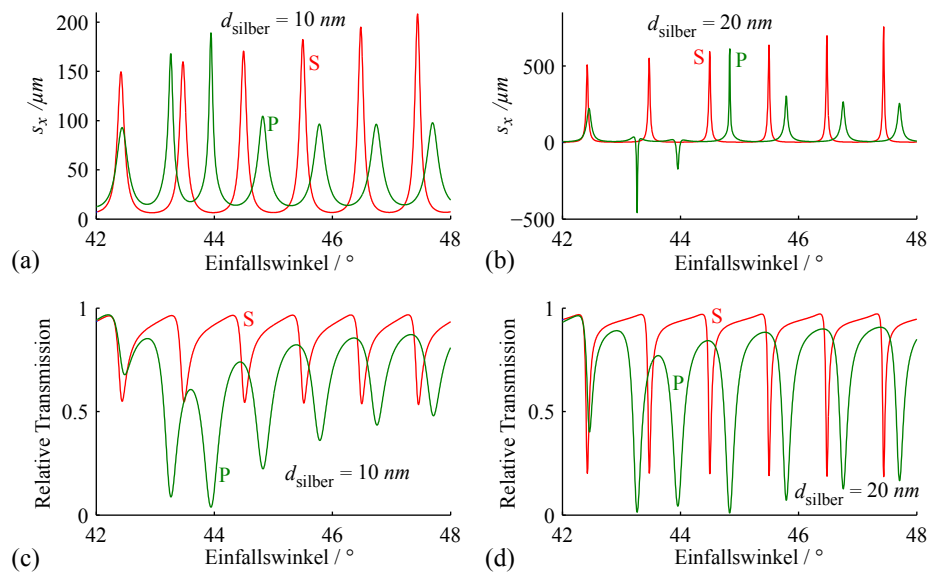 200
150
100
50
0
s_x / μm
d_silber = 10 nm
S
P
42
44
46
48
Einfallswinkel / °
(a)
500
0
−500
s_x / μm
d_silber = 20 nm
S
P
42
44
46
48
Einfallswinkel / °
(b)
1
0.5
0
Relative Transmission
S
P
d_silber = 10 nm
42
44
46
48
Einfallswinkel / °
(c)
1
0.5
0
Relative Transmission
S
P
d_silber = 20 nm
42
44
46
48
Einfallswinkel / °
(d)